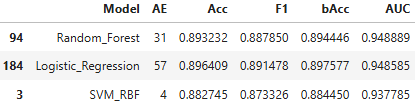 Model AE Acc F1 bAcc AUC
94 Random_Forest 31 0.893232 0.887850 0.894446 0.948889
184 Logistic_Regression 57 0.896409 0.891478 0.897577 0.948585
3 SVM_RBF 4 0.882745 0.873326 0.884450 0.937785